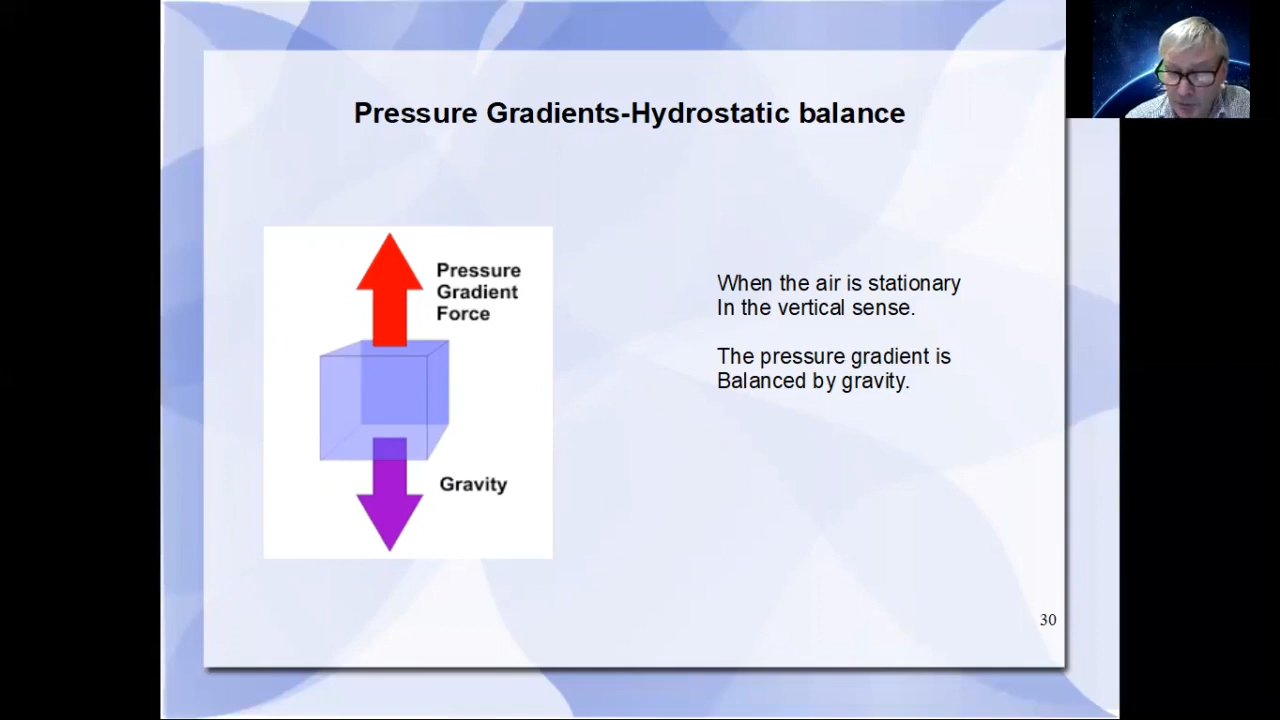 Pressure Gradients-Hydrostatic balance
Pressure
Gradient
Force
Gravity
When the air is stationary
In the vertical sense.
The pressure gradient is
Balanced by gravity.
30